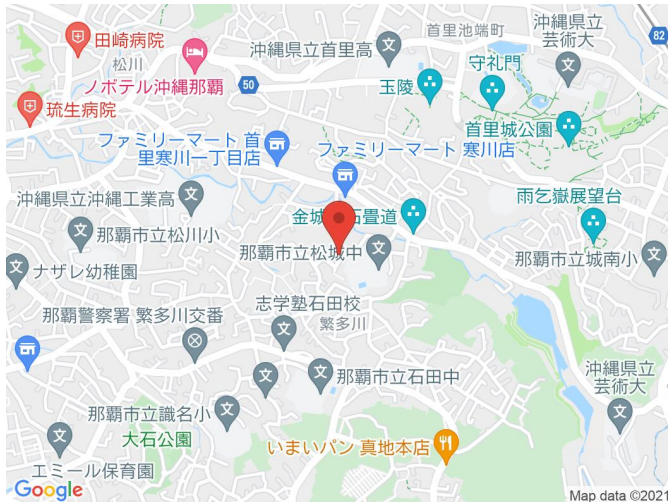 首里池端町
沖縄県立
芸術大
82
田崎病院
松川
沖縄県立首里高
守礼門
ノボテル沖縄那覇
50
玉陵
琉生病院
首里城公園
ファミリーマート 首
里寒川一丁目店
ファミリーマート 寒川店
沖縄県立沖縄工業高
雨乞嶽展望台
金城
石畳道
那覇市立松川小
那覇市立松城中
那覇市立城南小
ナザレ幼稚園
志学塾石田校
繁多川
那覇警察署 繁多川交番
那覇市立石田中
沖縄県立
芸術大
那覇市立識名小
大石公園
いまいパン 真地本店
エミール保育園
Google
Map data ©2021